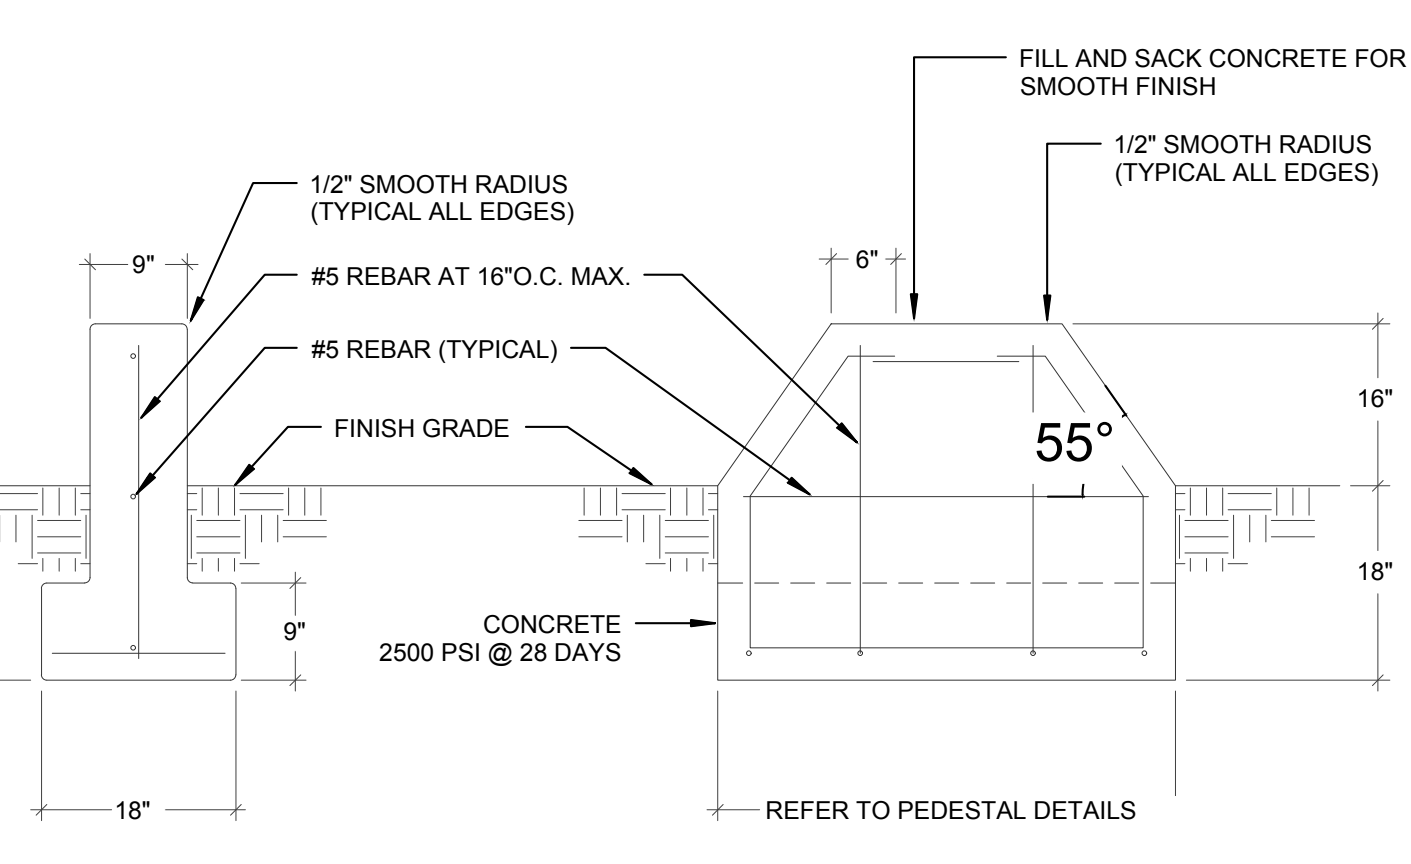 FILL AND SACK CONCRETE FOR
SMOOTH FINISH
1/2" SMOOTH RADIUS
(TYPICAL ALL EDGES)
1/2" SMOOTH RADIUS
(TYPICAL ALL EDGES)
9"
6"
#5 REBAR AT 16"O.C. MAX.
#5 REBAR (TYPICAL)
16"
FINISH GRADE
55°
18"
CONCRETE
2500 PSI @ 28 DAYS
9"
18"
REFER TO PEDESTAL DETAILS